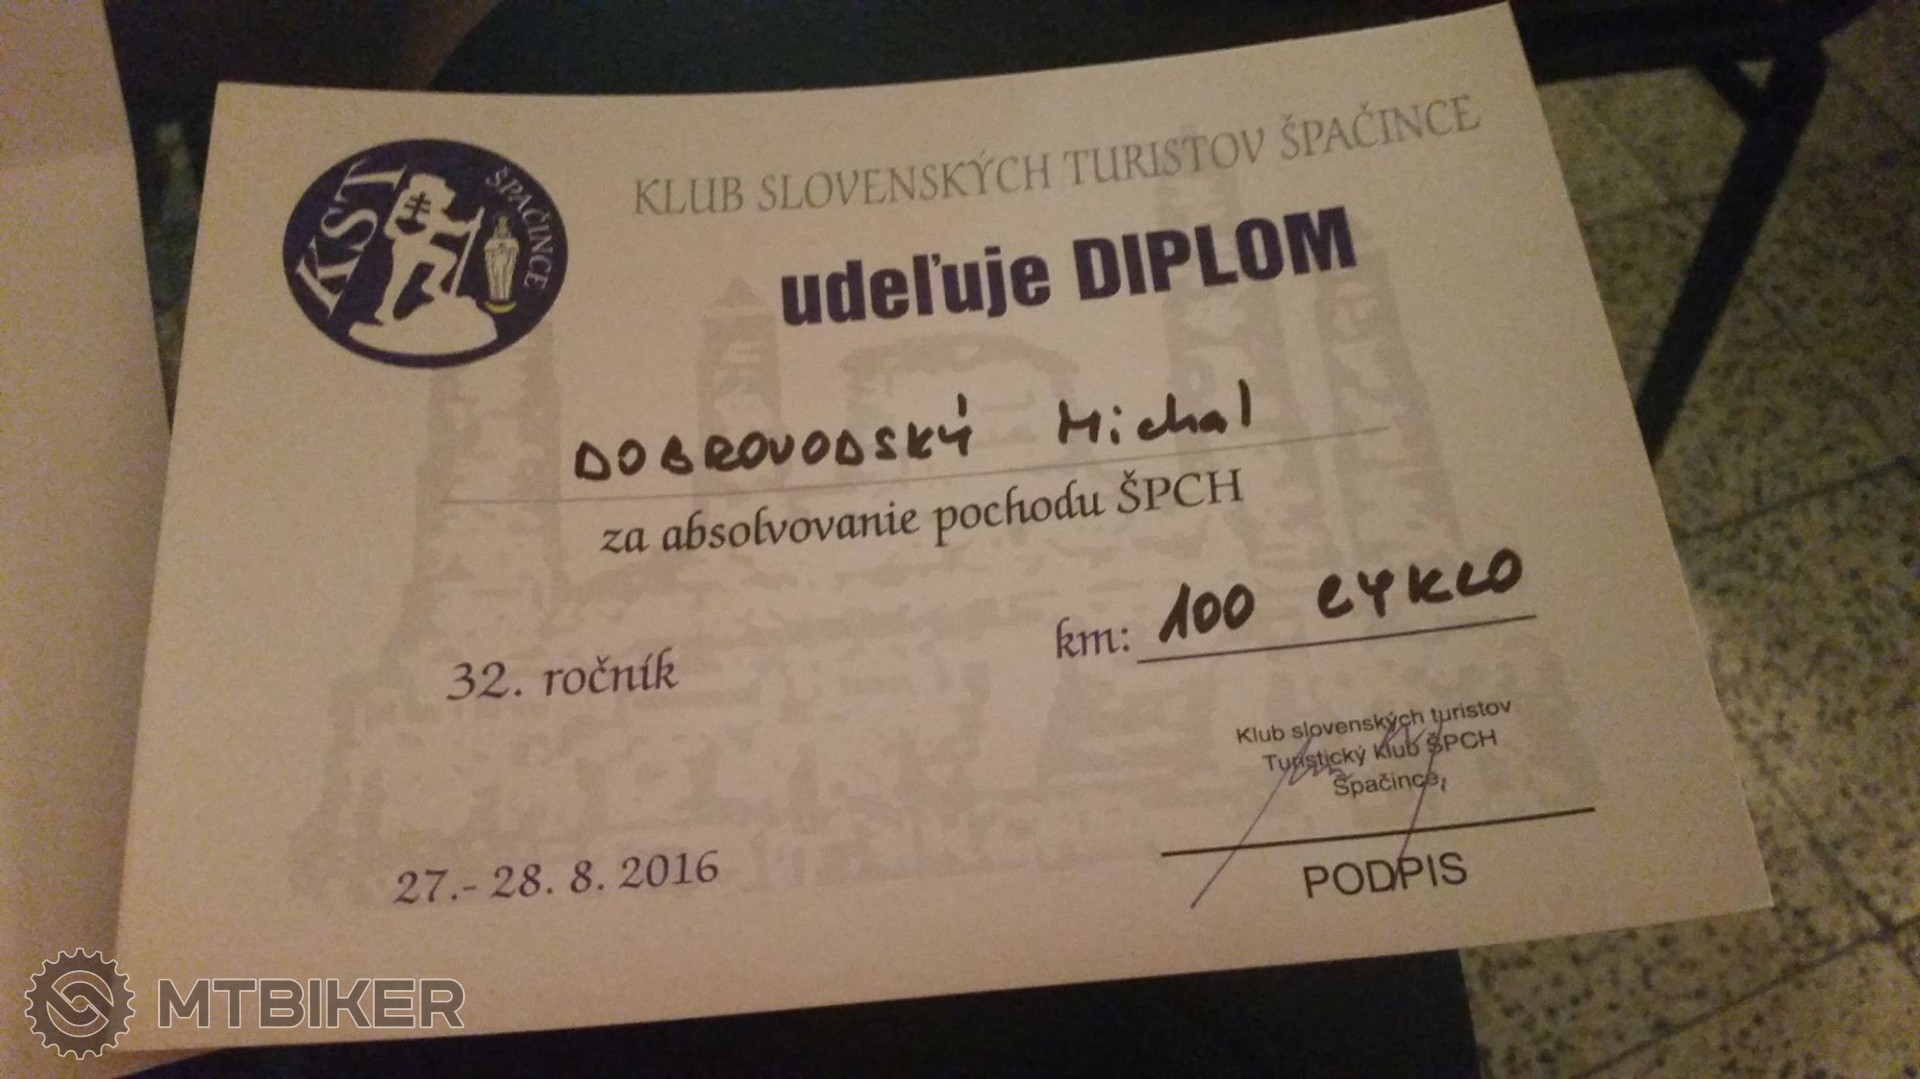 KST
ŠPAČINCE
KLUB SLOVENSKÝCH TURISTOV ŠPAČINCE
udeľuje DIPLOM
DOBROVODSKÝ Michal
za absolvovanie pochodu ŠPCH
32. ročník
km: 100 CYKLO
Klub slovenských turistov
Turistický klub ŠPCH
Špačince,
27.- 28. 8. 2016
PODPIS
MTBIKER